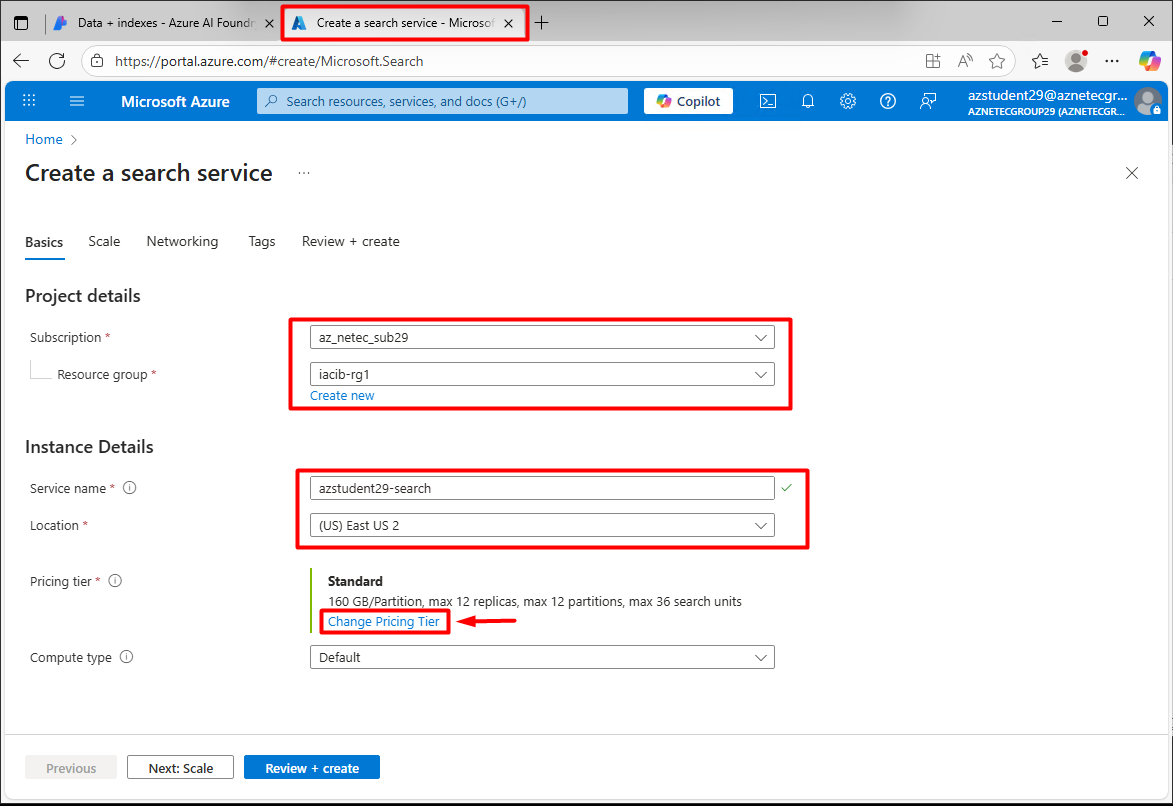 Data + indexes - Azure AI Foundr
Create a search service - Microsof
https://portal.azure.com/#create/Microsoft.Search
Microsoft Azure
Search resources, services, and docs (G+/)
Copilot
azstudent29@aznetecgr...
AZNETECGROUP29 (AZNETECGR...
Home
Create a search service
...
Basics
Scale
Networking
Tags
Review + create
Project details
Subscription *
az_netec_sub29
Resource group *
iacib-rg1
Create new
Instance Details
Service name *
azstudent29-search
Location *
(US) East US 2
Pricing tier *
Standard
160 GB/Partition, max 12 replicas, max 12 partitions, max 36 search units
Change Pricing Tier
Compute type
Default
Previous
Next: Scale
Review + create